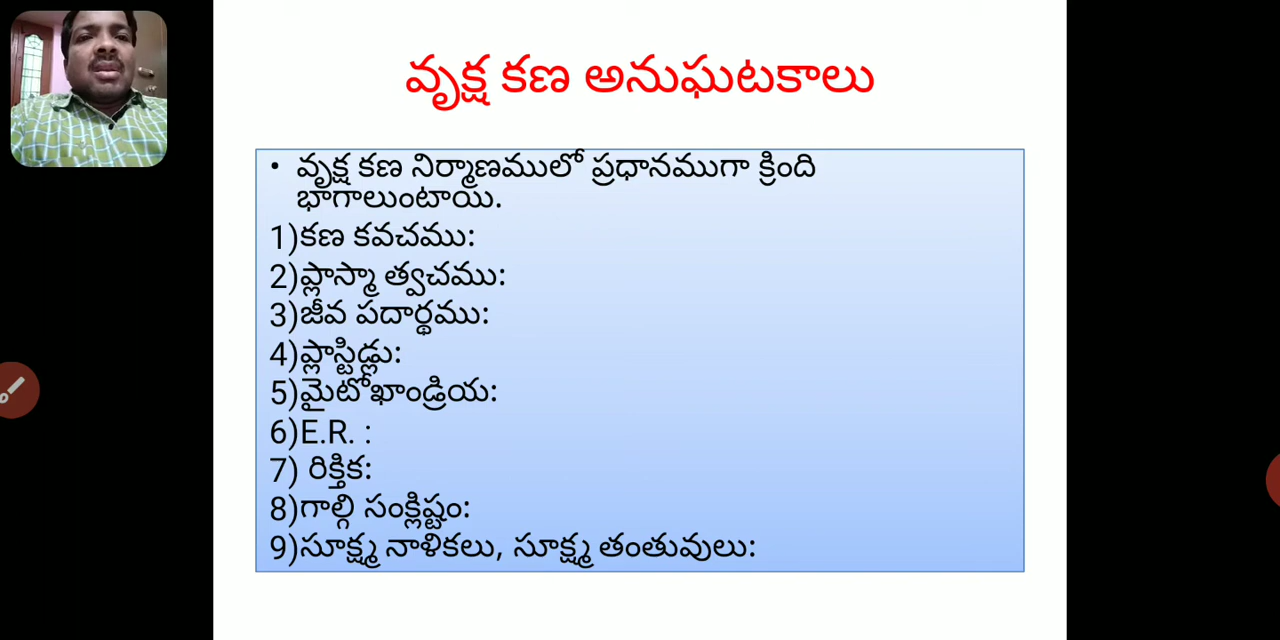 వృక్ష కణ అనుఘటకాలు
• వృక్ష కణ నిర్మాణములో ప్రధానముగా క్రింది
భాగాలుంటాయి.
1)కణ కవచము:
2)ప్లాస్మా త్వచము:
3)జీవ పదార్థము:
4)ప్లాస్టిడ్లు:
5)మైటోఖాండ్రియ:
6)E.R. :
7) రిక్తిక:
8)గాల్గి సంక్లిష్టం:
9)సూక్ష్మ నాళికలు, సూక్ష్మ తంతువులు: